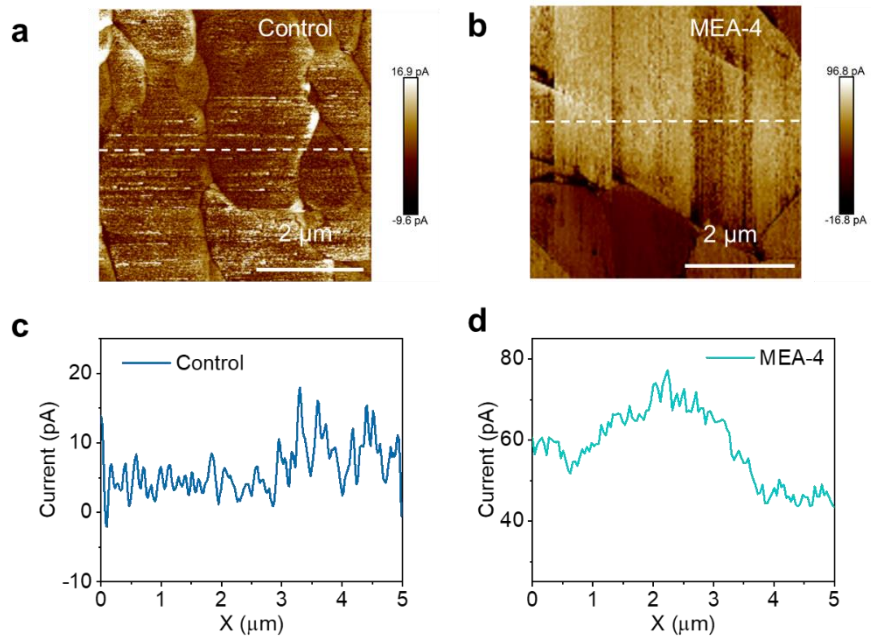 a
Control
16.9 pA
-9.6 pA
2 μm
b
MEA-4
96.8 pA
-16.8 pA
2 μm
c
Control
20
10
0
-10
Current (pA)
0 1 2 3 4 5
X (μm)
d
MEA-4
80
60
40
Current (pA)
0 1 2 3 4 5
X (μm)